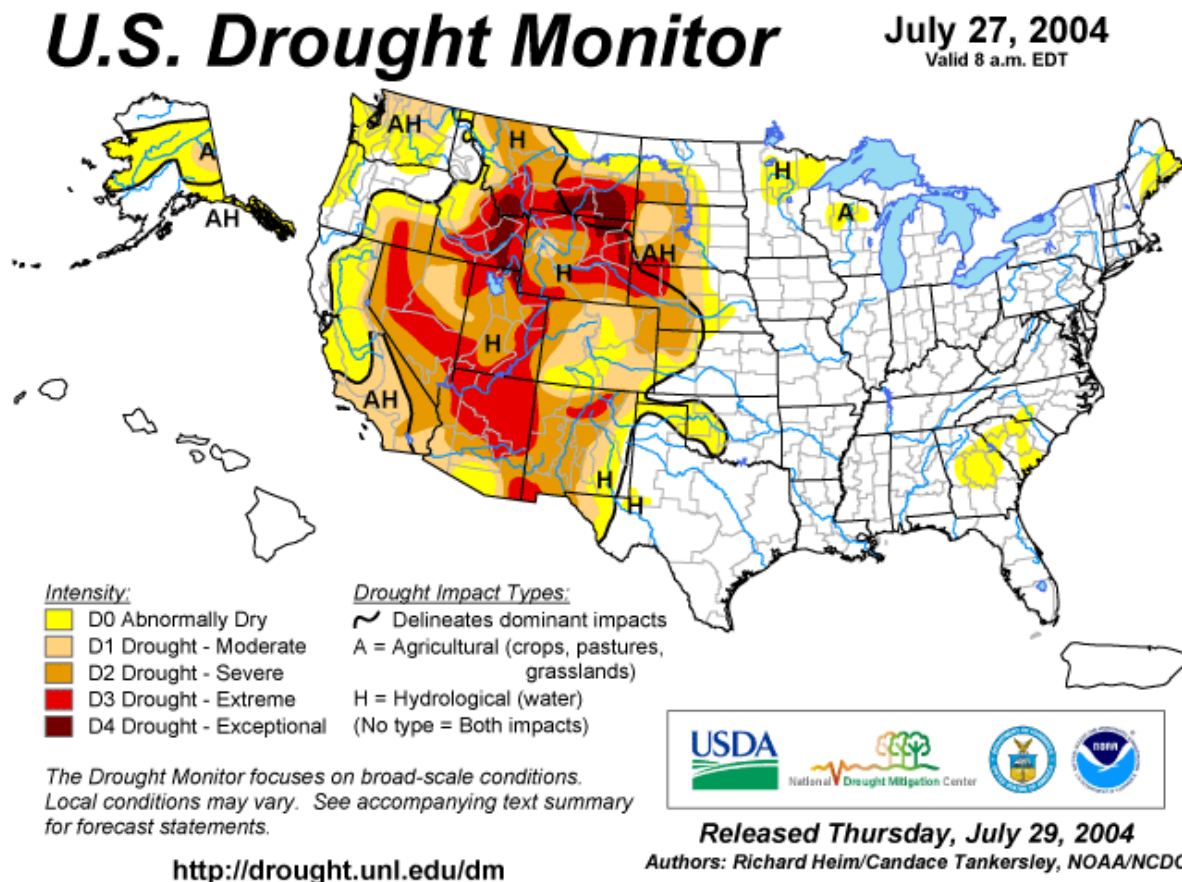 U.S. Drought Monitor
July 27, 2004
Valid 8 a.m. EDT
AH
H
A
AH
H
A
AH
H
H
AH
H
H
Intensity:
D0 Abnormally Dry
D1 Drought - Moderate
D2 Drought - Severe
D3 Drought - Extreme
D4 Drought - Exceptional
Drought Impact Types:
Delineates dominant impacts
A = Agricultural (crops, pastures,
grasslands)
H = Hydrological (water)
(No type = Both impacts)
USDA
National Drought Mitigation Center
NOAA
The Drought Monitor focuses on broad-scale conditions.
Local conditions may vary. See accompanying text summary
for forecast statements.
http://drought.unl.edu/dm
Released Thursday, July 29, 2004
Authors: Richard Heim/Candace Tankersley, NOAA/NCDC